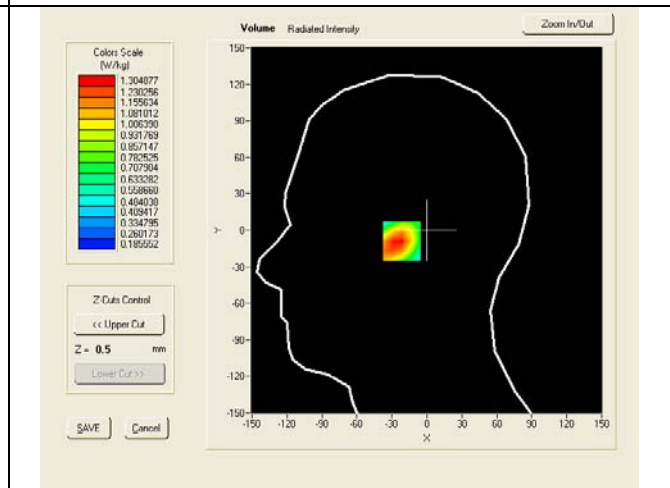 Volume Radiated Intensity
Zoom In/Out
Colors Scale
(W/kg)
1.304877
1.230256
1.155634
1.081012
1.006390
0.931769
0.857147
0.782525
0.707904
0.633282
0.558660
0.484038
0.409417
0.334795
0.260173
0.185552
Z-Cuts Control
<< Upper Cut
Z = 0.5 mm
Lower Cut >>
SAVE Cancel
150
120
90
60
30
0
-30
-60
-90
-120
-150
Y
-150 -120 -90 -60 -30 0 30 60 90 120 150
X